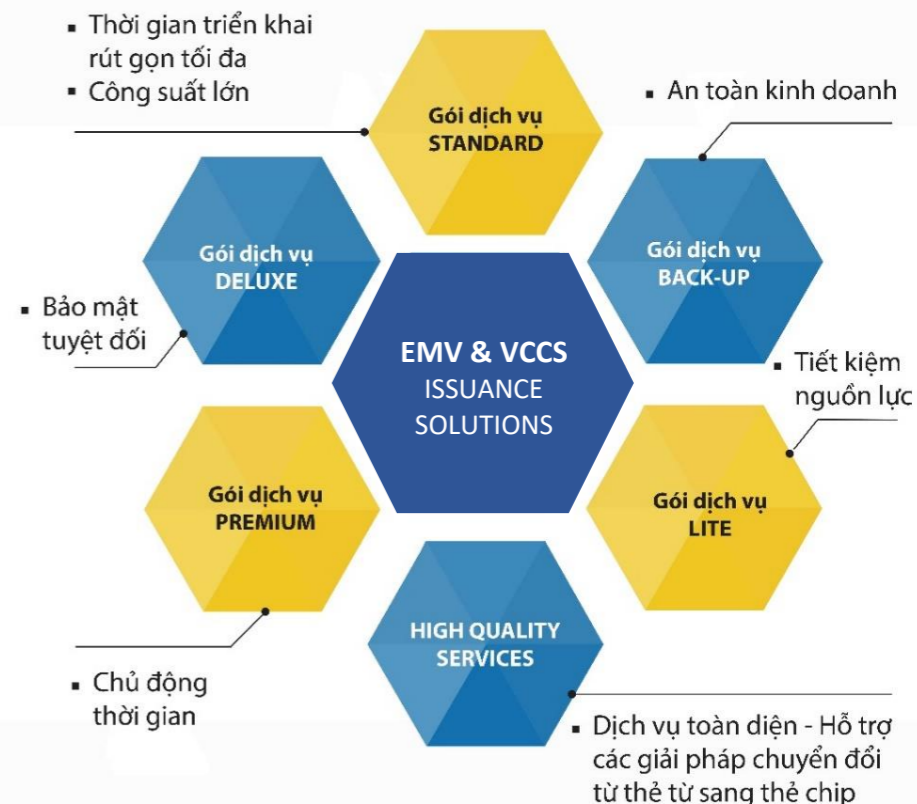 ▪ Thời gian triển khai
rút gọn tối đa
▪ Công suất lớn
Gói dịch vụ
STANDARD
▪ An toàn kinh doanh
Gói dịch vụ
DELUXE
Gói dịch vụ
BACK-UP
▪ Bảo mật
tuyệt đối
EMV & VCCS
ISSUANCE
SOLUTIONS
▪ Tiết kiệm
nguồn lực
Gói dịch vụ
PREMIUM
Gói dịch vụ
LITE
HIGH QUALITY
SERVICES
▪ Chủ động
thời gian
▪ Dịch vụ toàn diện - Hỗ trợ
các giải pháp chuyển đổi
từ thẻ từ sang thẻ chip